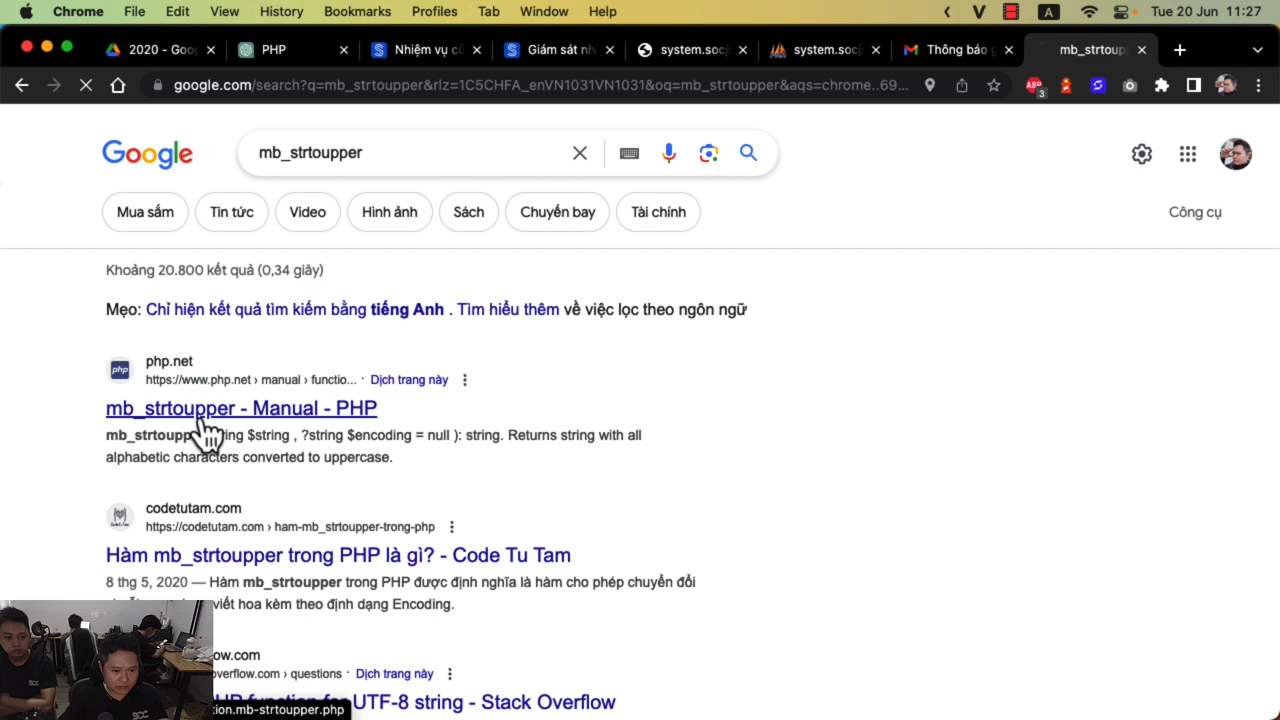 Chrome File Edit View History Bookmarks Profiles Tab Window Help A Tue 20 Jun 11:27
2020 - Goo PHP Nhiệm vụ củ Giám sát nh system.socj system.socj Thông báo mb_stroup
google.com/search?q=mb_strtoupper&rlz=1C5CHFA_enVN1031VN1031&oq=mb_strtoupper&aqs=chrome..69... ABP 3
Google mb_strtoupper
Mua sắm Tin tức Video Hình ảnh Sách Chuyến bay Tài chính Công cụ
Khoảng 20.800 kết quả (0,34 giây)
Mẹo: Chỉ hiện kết quả tìm kiếm bằng tiếng Anh . Tìm hiểu thêm về việc lọc theo ngôn ngữ
php php.net
https://www.php.net › manual › functio... · Dịch trang này
mb_strtoupper - Manual - PHP
mb_strtoupp ing $string , ?string $encoding = null ): string. Returns string with all
alphabetic characters converted to uppercase.
codetutam.com
https://codetutam.com › ham-mb_strtoupper-trong-php
Hàm mb_strtoupper trong PHP là gì? - Code Tu Tam
8 thg 5, 2020 — Hàm mb_strtoupper trong PHP được định nghĩa là hàm cho phép chuyển đổi
viết hoa kèm theo định dạng Encoding.
ow.com
verflow.com › questions · Dịch trang này
HP function for UTF-8 string - Stack Overflow
tion.mb-strtoupper.php